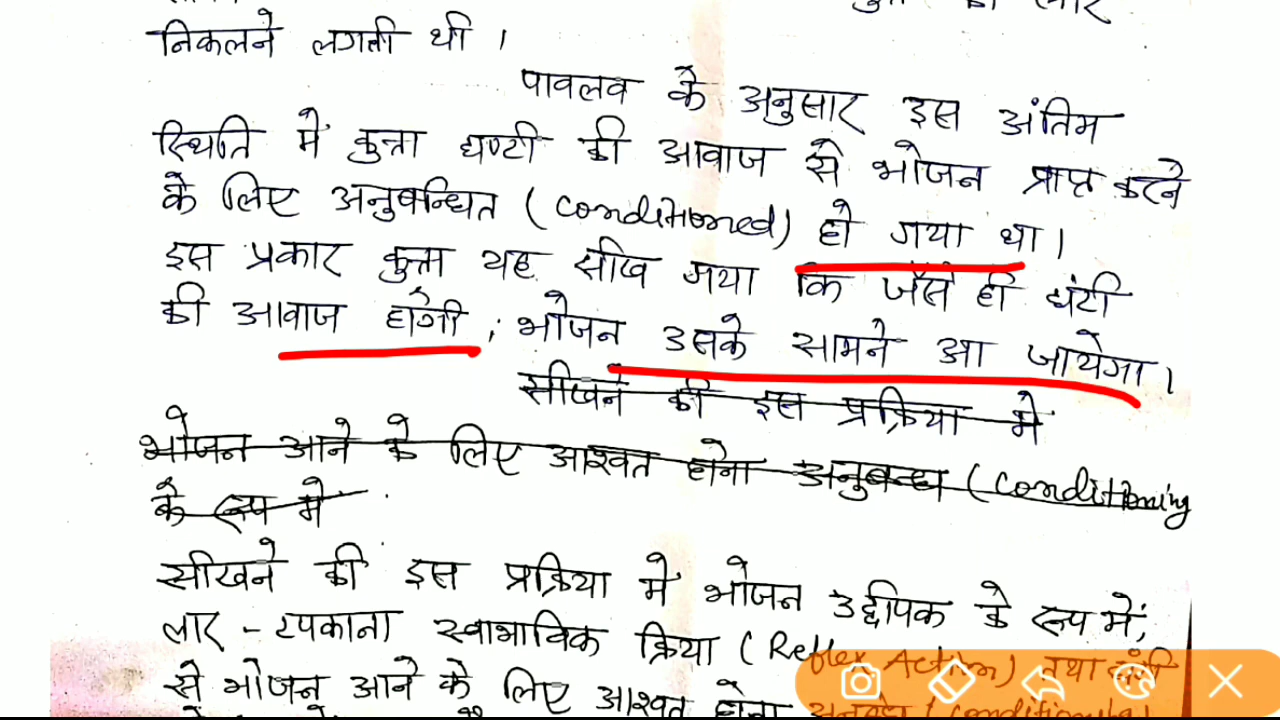 निकलने लगती थी ।
पावलव के अनुसार इस अंतिम
स्थिति में कुत्ता घण्टी की आवाज से भोजन प्राप्त करने
के लिए अनुबन्धित (Conditioned) हो गया था।
इस प्रकार कुत्ता यह सीख गया कि जैसे ही घंटी
की आवाज होगी, भोजन उसके सामने आ जायेगा।
सीखने की इस प्रक्रिया में
भोजन आने के लिए आश्वत होना अनुबन्ध (Conditioning
के रूप में
सीखने की इस प्रक्रिया में भोजन उद्दीपक के रूप में,
लार - टपकाना स्वाभाविक क्रिया (Reflex Action) तथा घंटी
से भोजन आने के लिए आश्वत होना